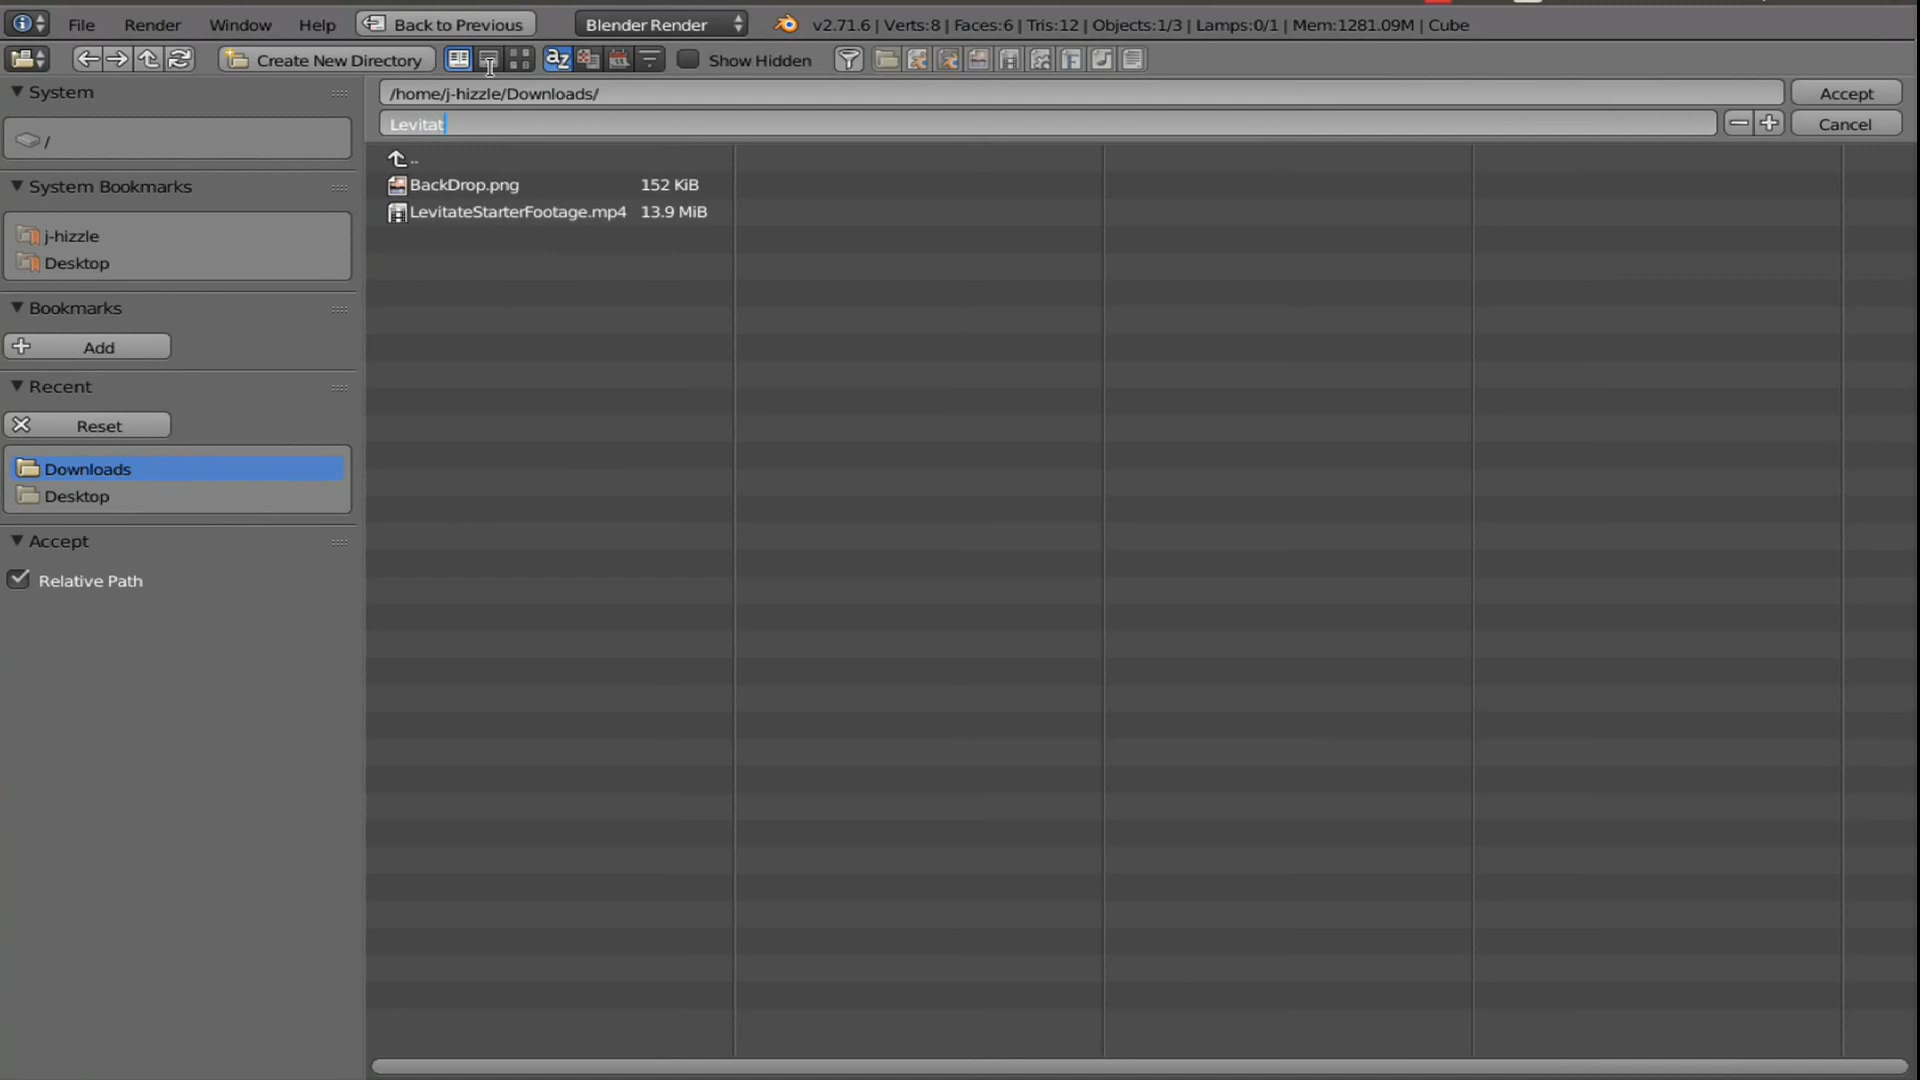 File Render Window Help Back to Previous Blender Render v2.71.6 | Verts:8 | Faces:6 | Tris:12 | Objects:1/3 | Lamps:0/1 | Mem:1281.09M | Cube
Create New Directory az Show Hidden F
System
/home/j-hizzle/Downloads/ Accept
Levitat Cancel
/
..
System Bookmarks
BackDrop.png 152 KiB
LevitateStarterFootage.mp4 13.9 MiB
j-hizzle
Desktop
Bookmarks
Add
Recent
Reset
Downloads
Desktop
Accept
Relative Path